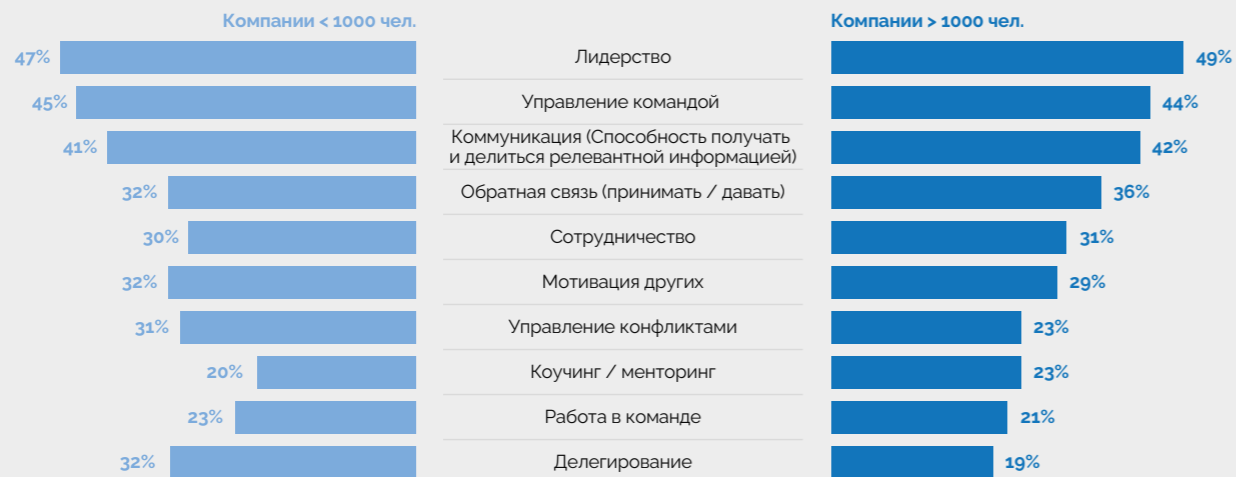 Компании < 1000 чел. Компании > 1000 чел.
47% Лидерство 49%
45% Управление командой 44%
41% Коммуникация (Способность получать
и делиться релевантной информацией) 42%
32% Обратная связь (принимать / давать) 36%
30% Сотрудничество 31%
32% Мотивация других 29%
31% Управление конфликтами 23%
20% Коучинг / менторинг 23%
23% Работа в команде 21%
32% Делегирование 19%